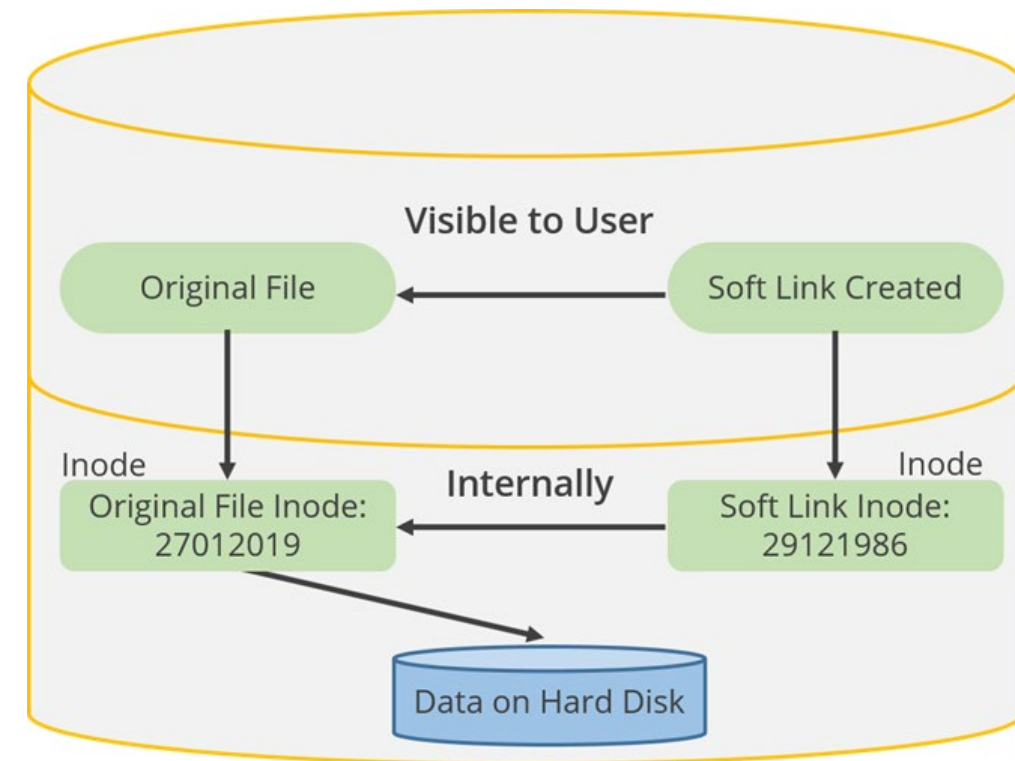 Visible to User
Original File
Soft Link Created
Inode
Inode
Internally
Original File Inode:
27012019
Soft Link Inode:
29121986
Data on Hard Disk